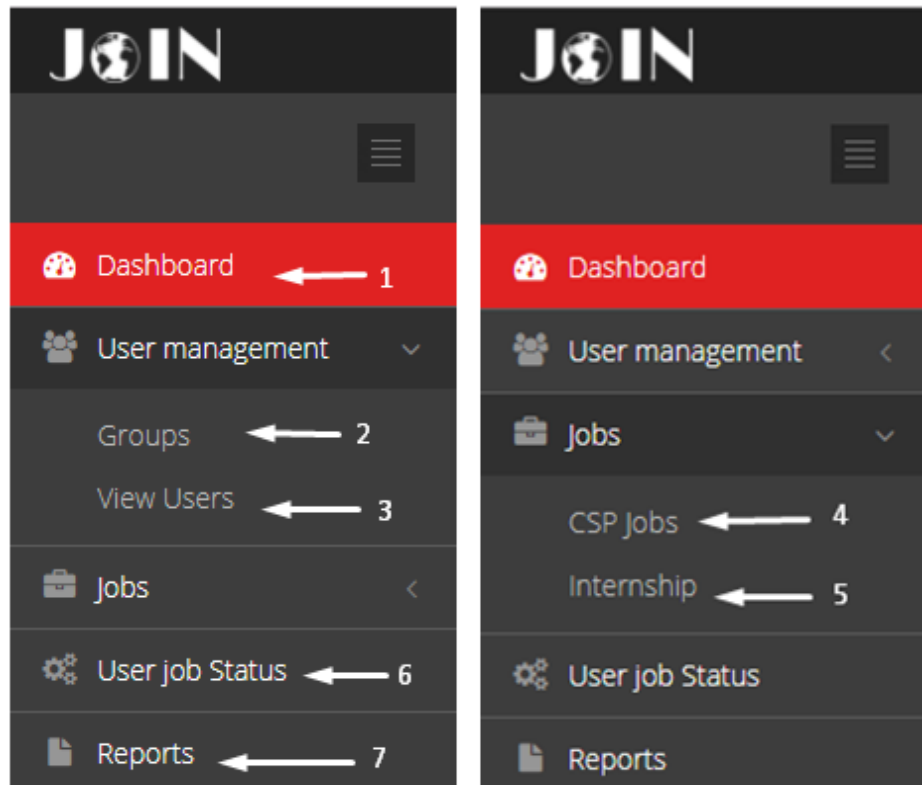 JOIN
Dashboard 1
User management
Groups 2
View Users 3
Jobs
User job Status 6
Reports 7
JOIN
Dashboard
User management
Jobs
CSP Jobs 4
Internship 5
User job Status
Reports